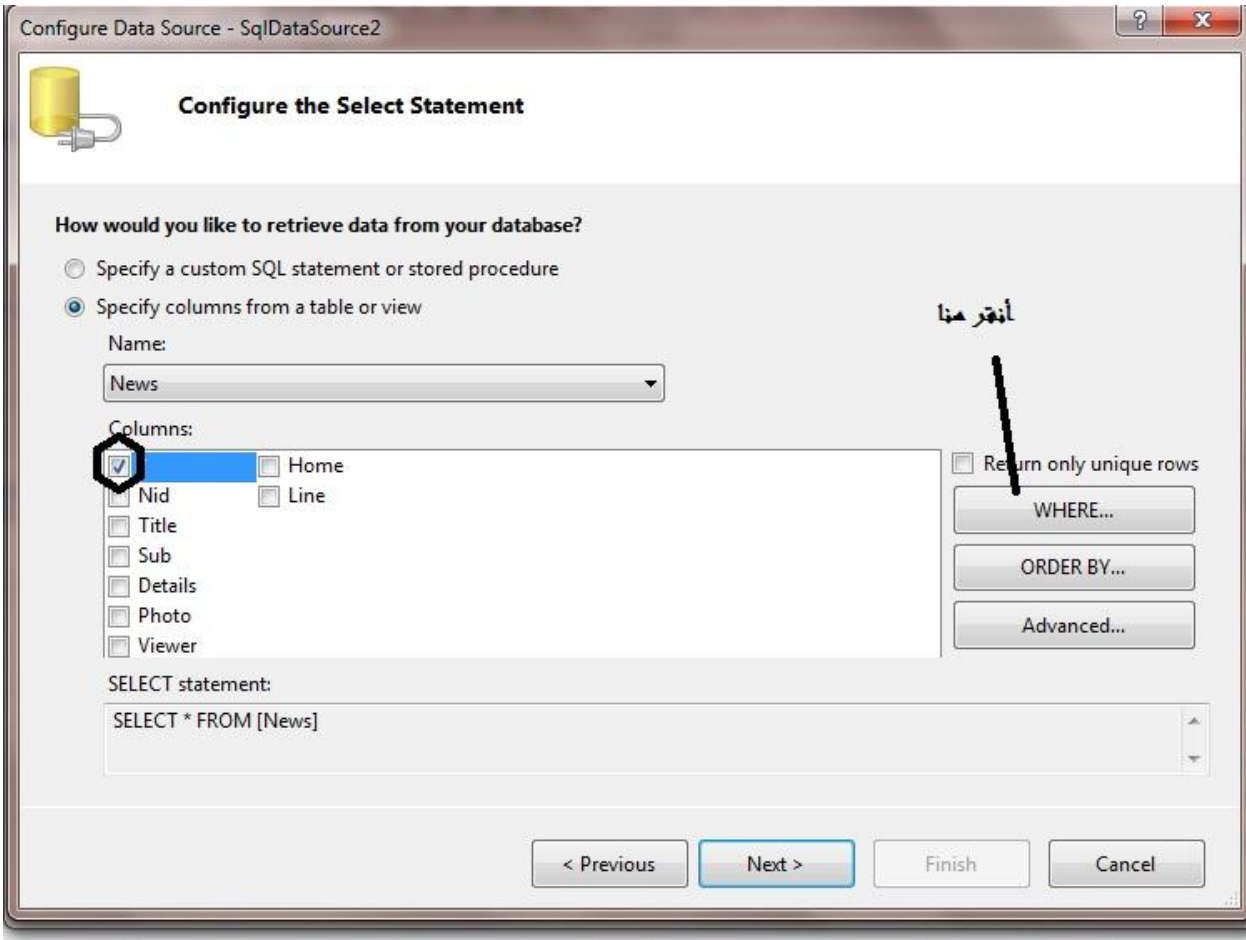 Configure Data Source - SqlDataSource2
Configure the Select Statement
How would you like to retrieve data from your database?
Specify a custom SQL statement or stored procedure
Specify columns from a table or view
أنقر هنا
Name:
News
Columns:
Home
Return only unique rows
Nid
Line
WHERE...
Title
Sub
ORDER BY...
Details
Photo
Advanced...
Viewer
SELECT statement:
SELECT * FROM [News]
< Previous
Next >
Finish
Cancel